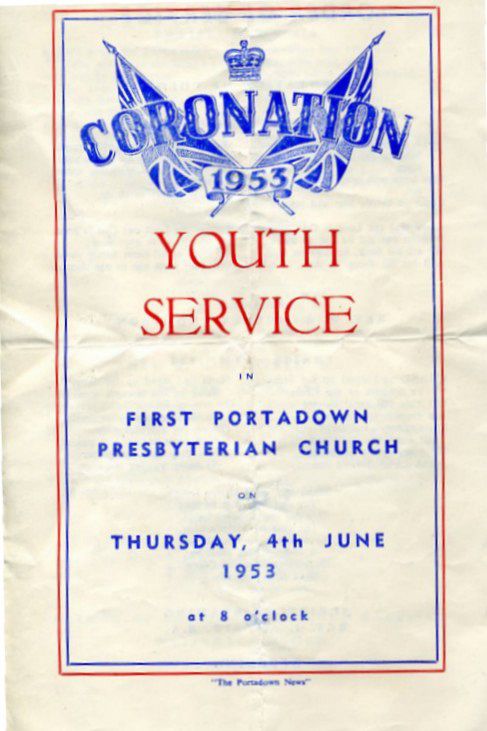 CORONATION
1953
YOUTH
SERVICE
IN
FIRST PORTADOWN
PRESBYTERIAN CHURCH
ON
THURSDAY, 4th JUNE
1953
at 8 o'clock
"The Portadown News"